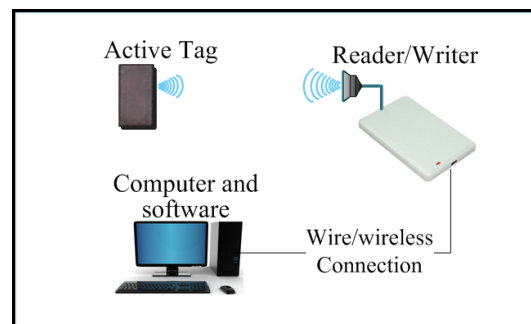 Active Tag
Reader/Writer
Computer and
software
Wire/wireless
Connection